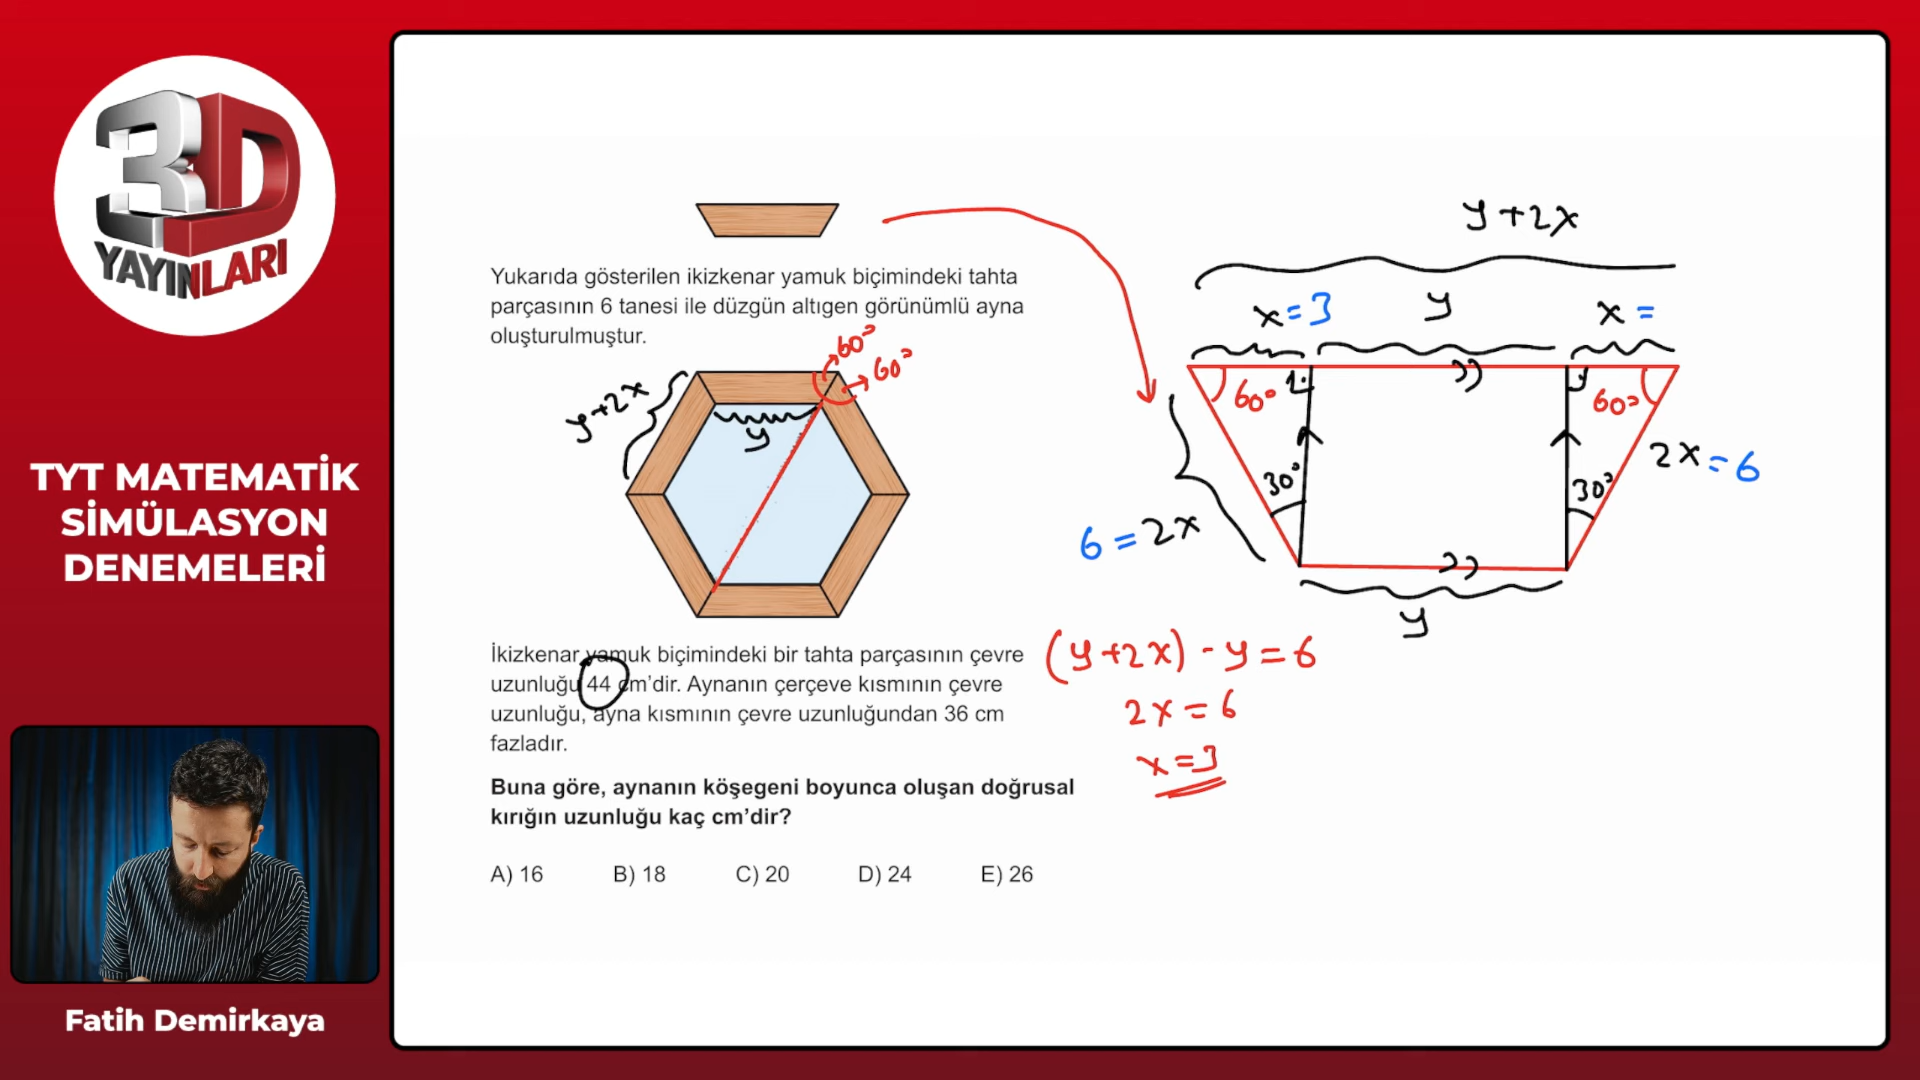 3D
YAYINLARI
TYT MATEMATİK
SİMÜLASYON
DENEMELERİ
Fatih Demirkaya
Yukarıda gösterilen ikizkenar yamuk biçimindeki tahta
parçasının 6 tanesi ile düzgün altıgen görünümlü ayna
oluşturulmuştur.
60°
60°
y+2x
y
İkizkenar yamuk biçimindeki bir tahta parçasının çevre
uzunluğu 44 cm'dir. Aynanın çerçeve kısmının çevre
uzunluğu, ayna kısmının çevre uzunluğundan 36 cm
fazladır.
Buna göre, aynanın köşegeni boyunca oluşan doğrusal
kırığın uzunluğu kaç cm'dir?
A) 16 B) 18 C) 20 D) 24 E) 26
y+2x
x=3 y x=
60° 60°
30° 30°
2x=6
6=2x
y
(y+2x)-y=6
2x=6
x=3